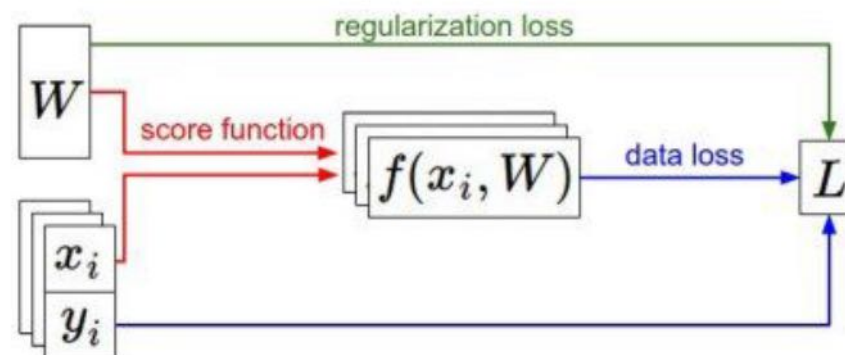 regularization loss
W
score function
f(x_i, W)
data loss
L
x_i
y_i